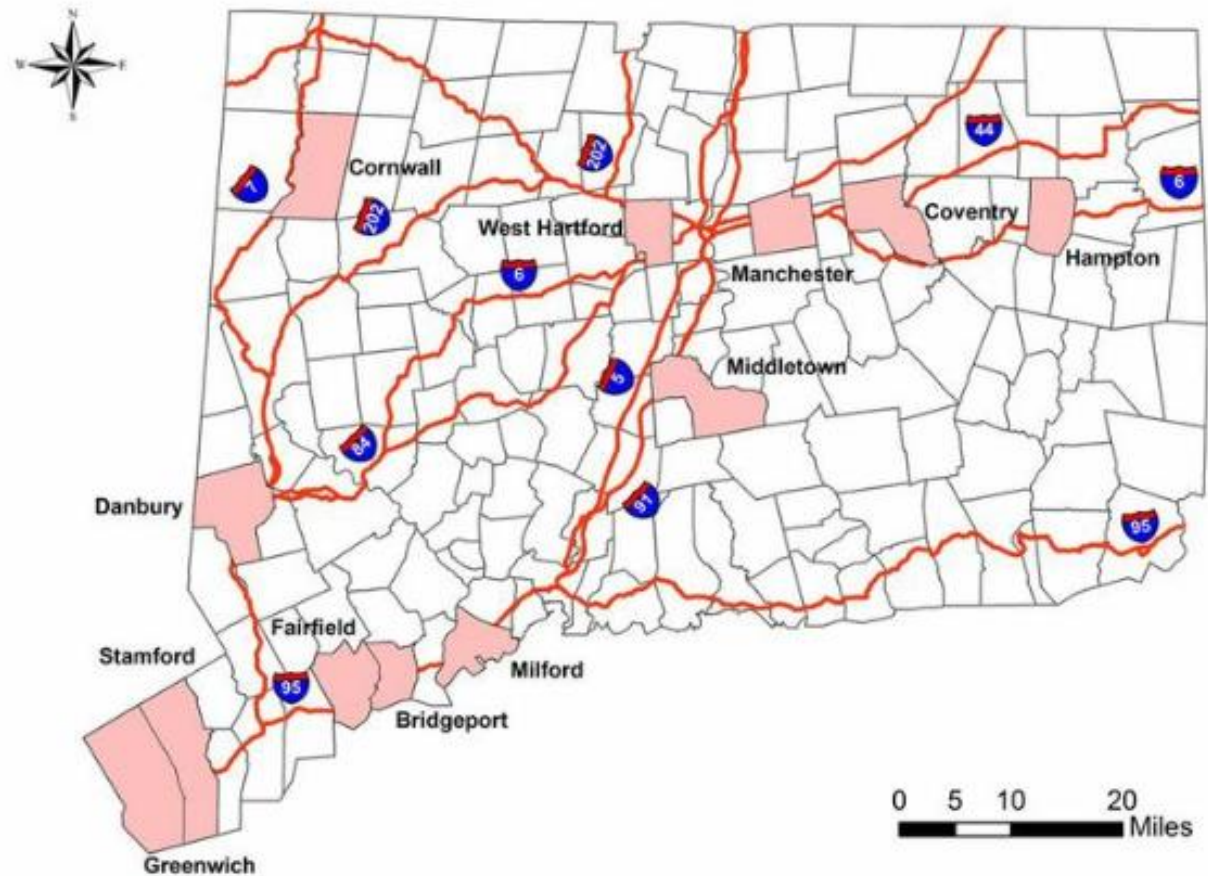 N
W E
S
44
202
Cornwall
7
6
202
West Hartford
Coventry
6
Manchester
Hampton
Middletown
5
84
Danbury
91
95
Fairfield
Stamford
Milford
95
Bridgeport
0 5 10 20
Miles
Greenwich